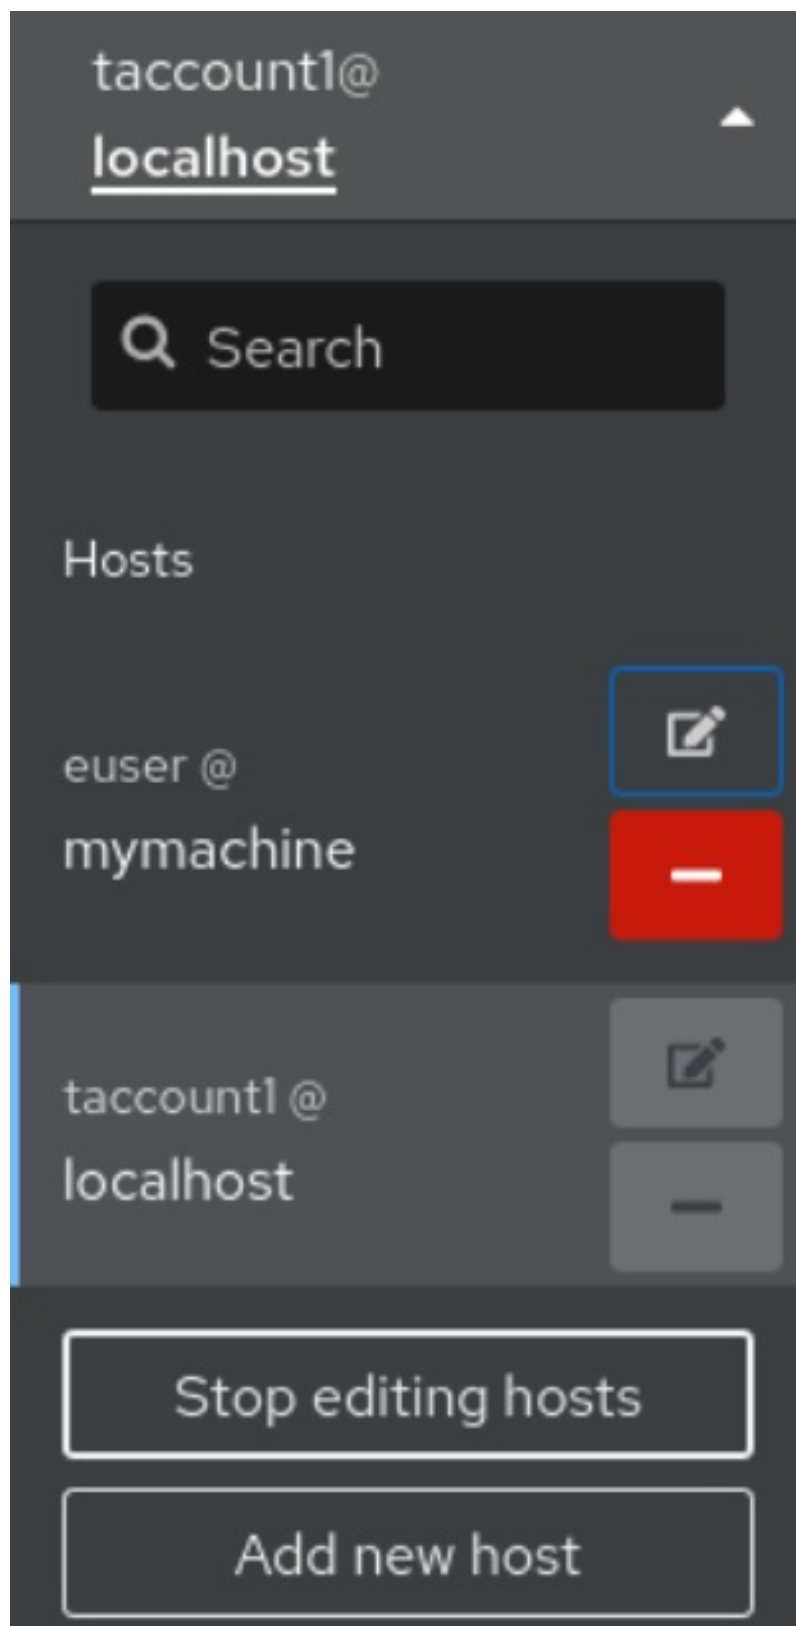 taccount1@
localhost
Search
Hosts
euser @
mymachine
taccount1 @
localhost
Stop editing hosts
Add new host